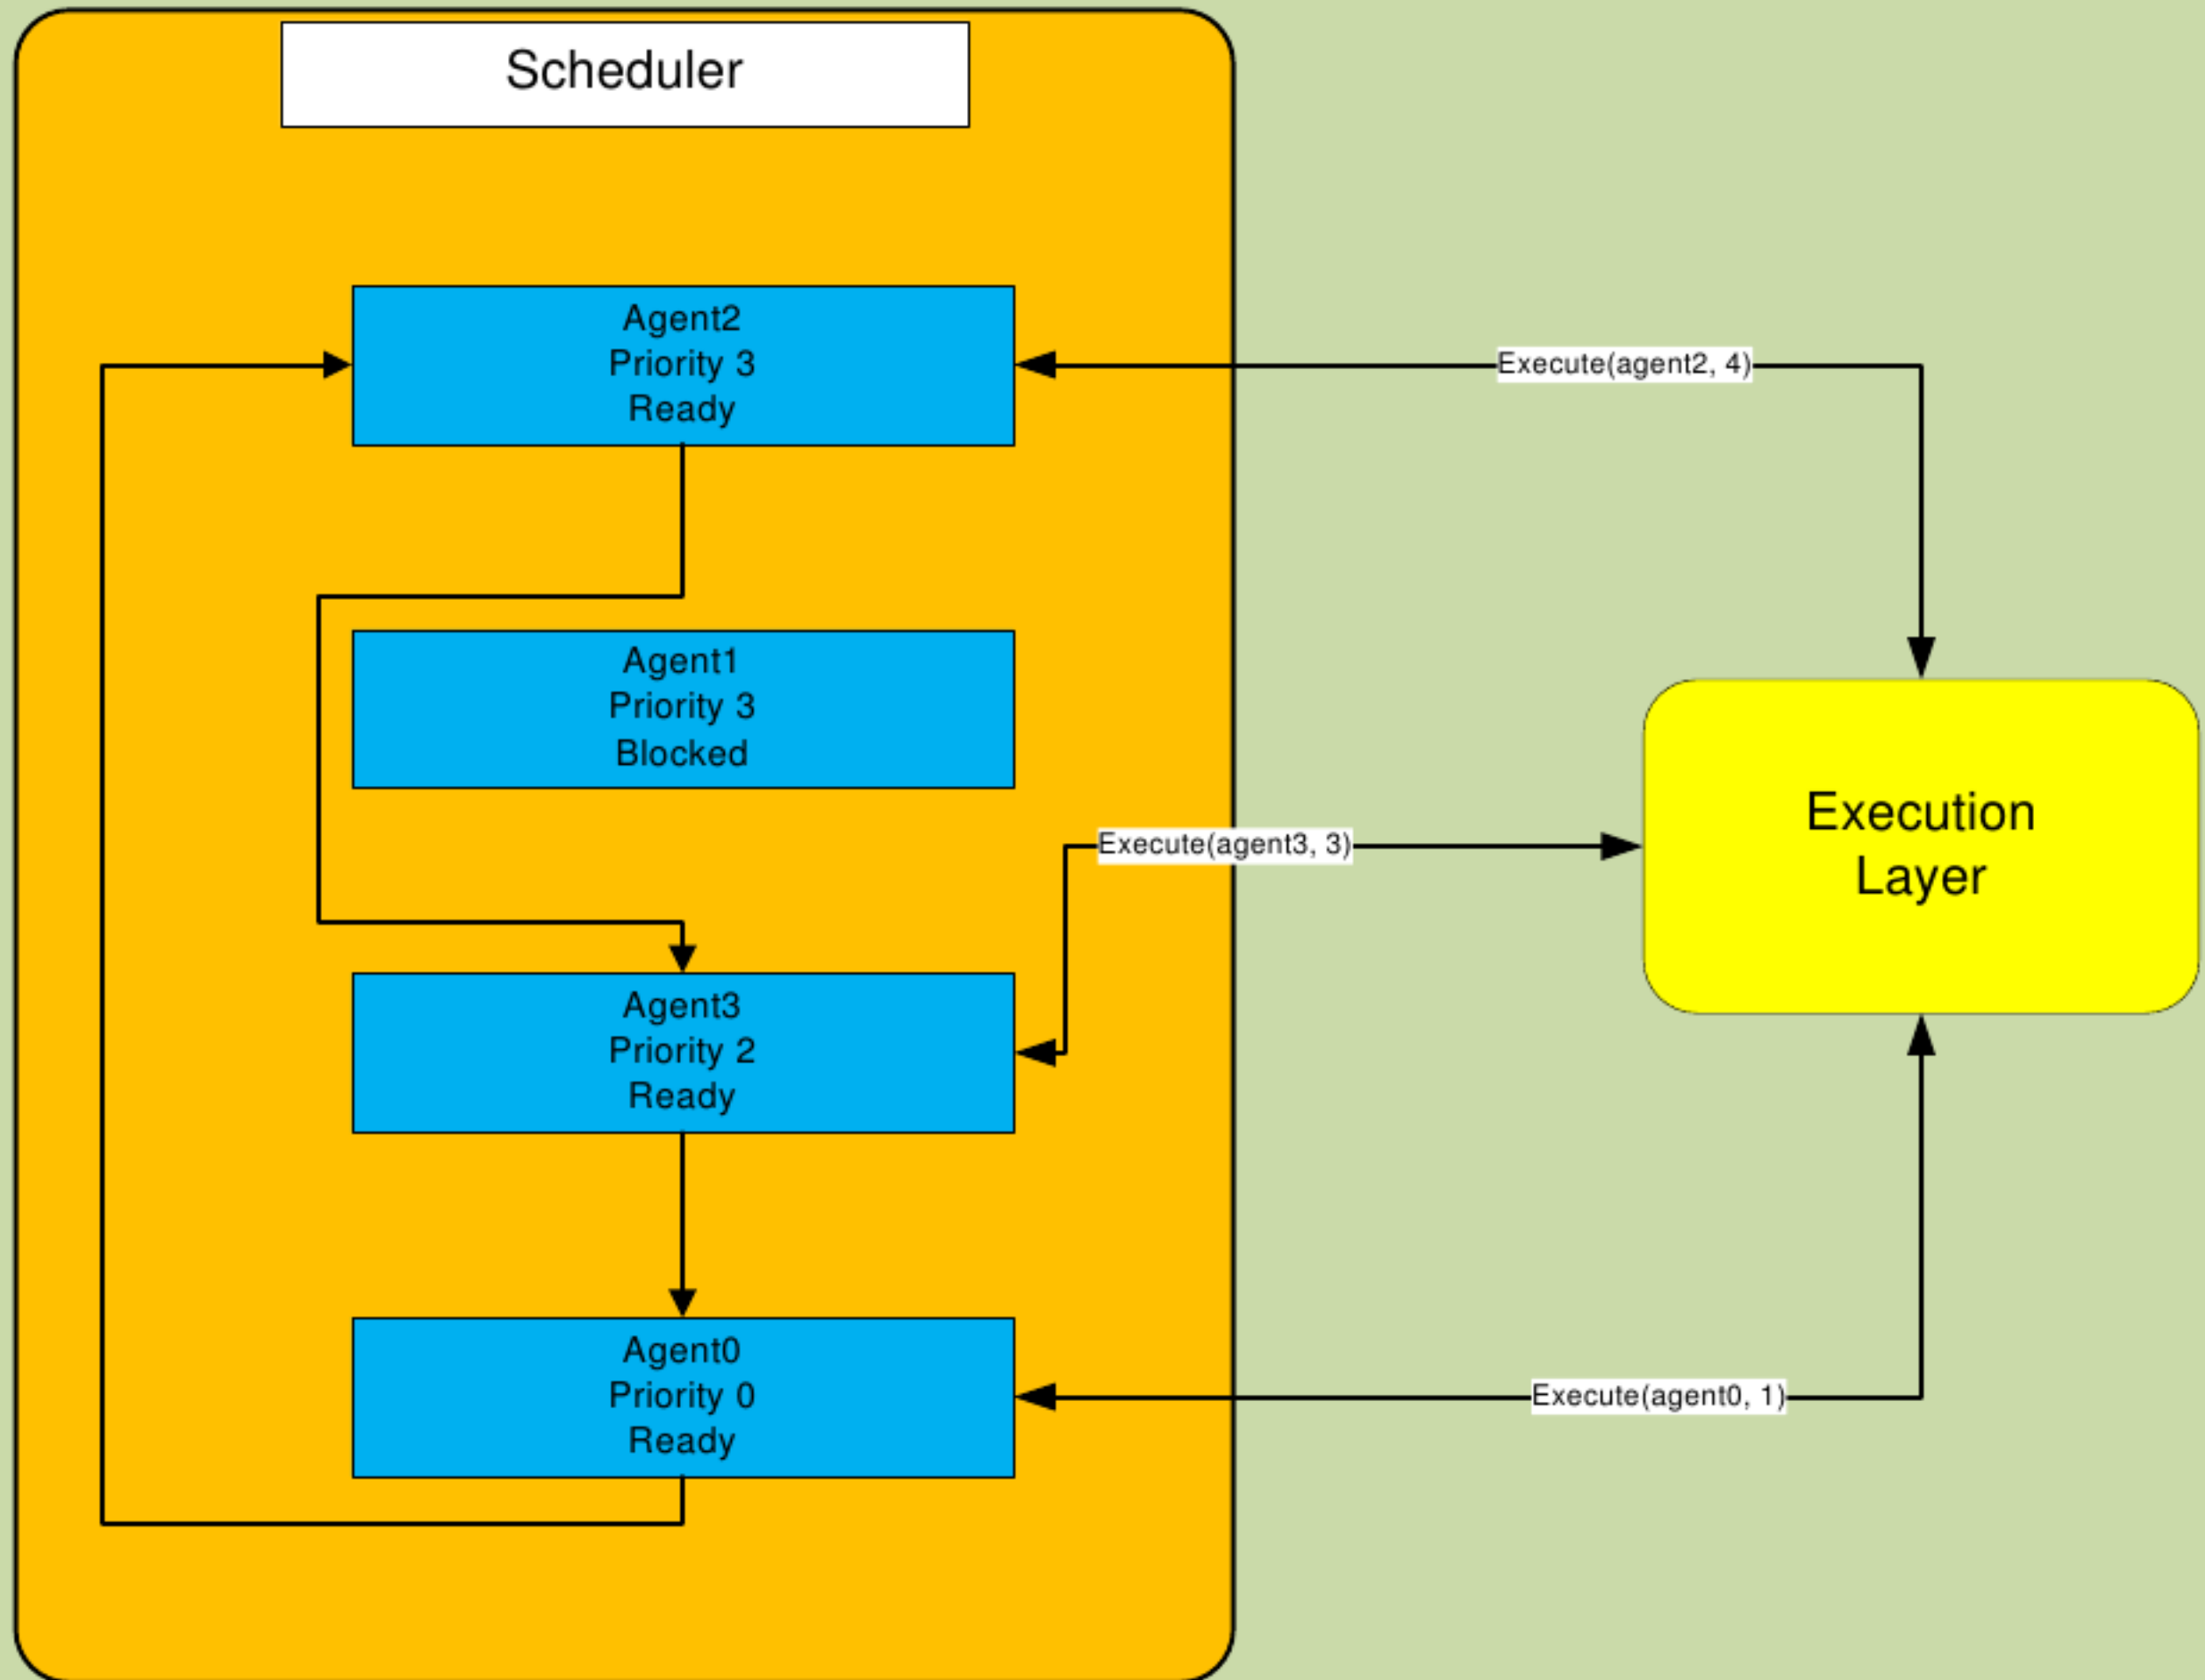 Scheduler
Agent2
Priority 3
Ready
Execute(agent2, 4)
Agent1
Priority 3
Blocked
Execute(agent3, 3)
Execution
Layer
Agent3
Priority 2
Ready
Agent0
Priority 0
Ready
Execute(agent0, 1)